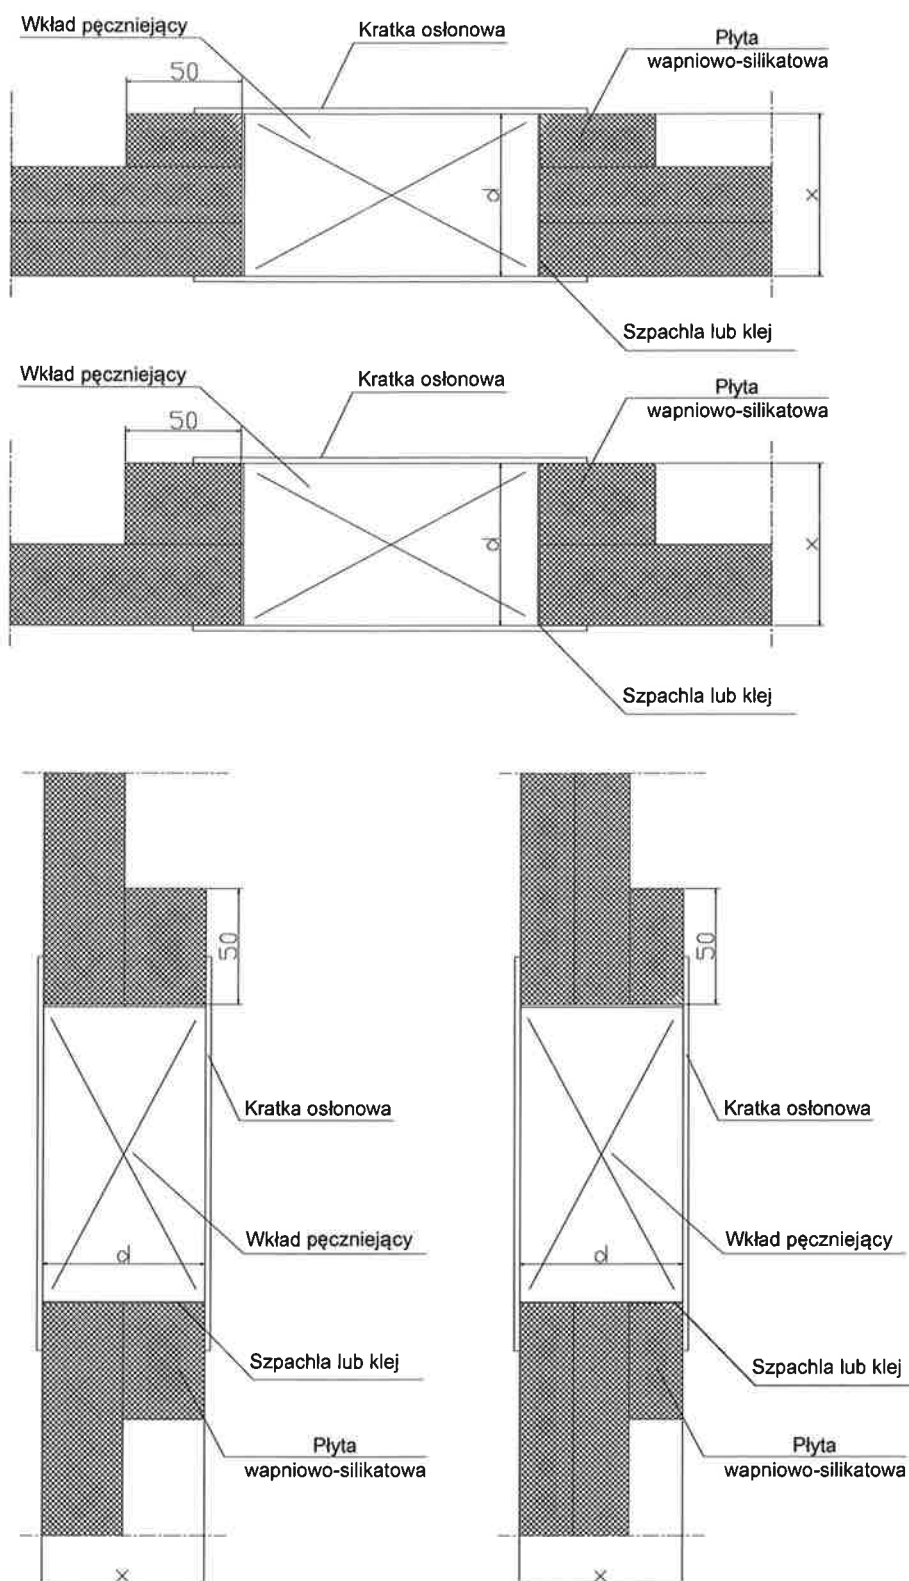 Wkład pęczniejący
Kratka osłonowa
Płyta
wapniowo-silikatowa
50
d
x
Szpachla lub klej
Wkład pęczniejący
Kratka osłonowa
Płyta
wapniowo-silikatowa
50
d
x
Szpachla lub klej
50
50
Kratka osłonowa
Kratka osłonowa
Wkład pęczniejący
Wkład pęczniejący
d
d
Szpachla lub klej
Szpachla lub klej
Płyta
wapniowo-silikatowa
Płyta
wapniowo-silikatowa
x
x